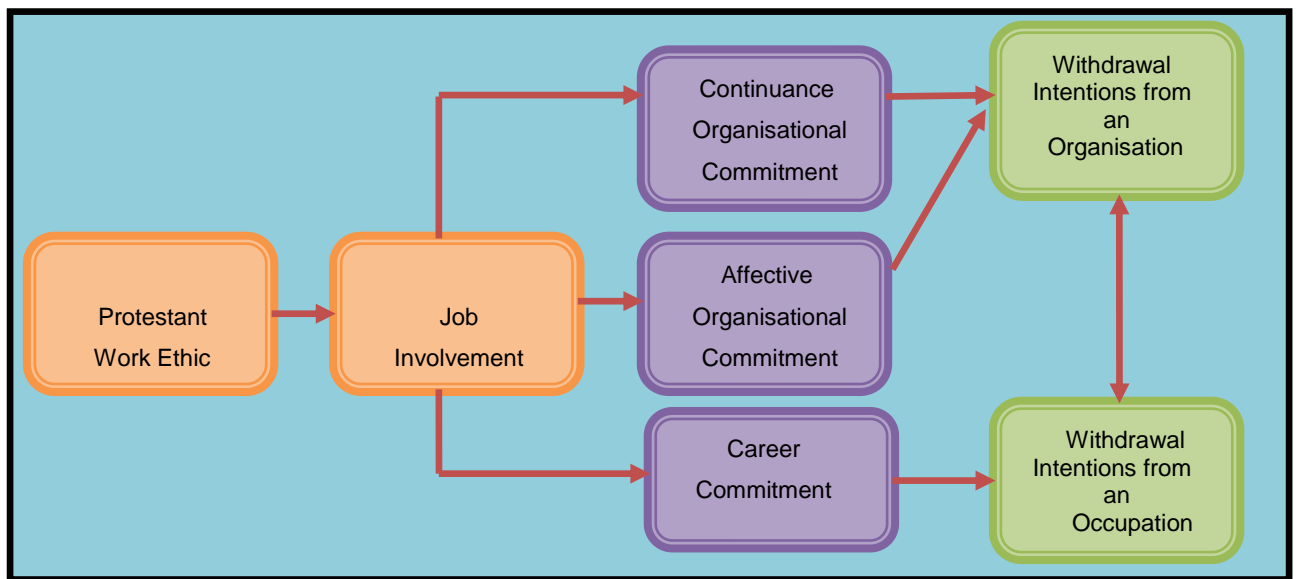 Protestant
Work Ethic
Job
Involvement
Continuance
Organisational
Commitment
Affective
Organisational
Commitment
Career
Commitment
Withdrawal
Intentions from
an
Organisation
Withdrawal
Intentions from
an
Occupation